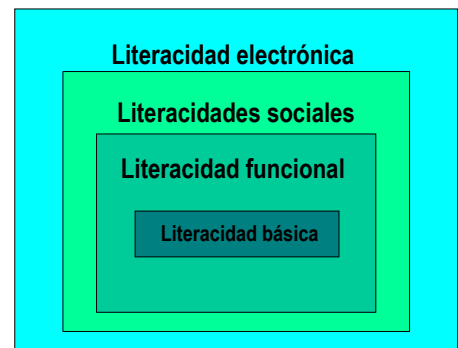 Literacidad electrónica
Literacidades sociales
Literacidad funcional
Literacidad básica